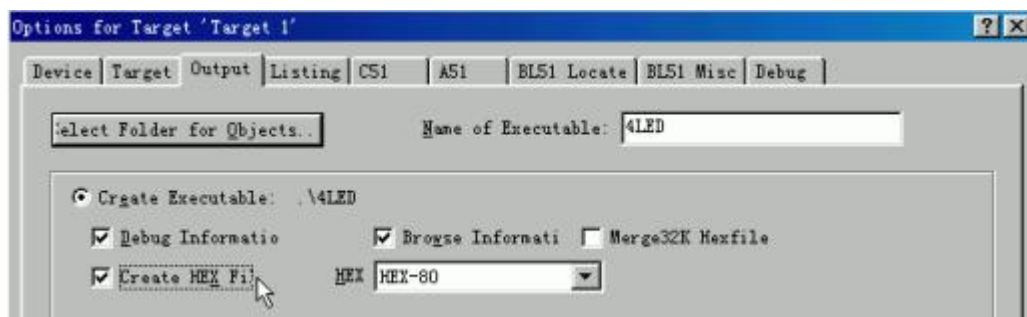 Options for Target 'Target 1'
Device Target Output Listing C51 A51 BL51 Locate BL51 Misc Debug
elect Folder for Objects.. Name of Executable: 4LED
Create Executable: .\4LED
Debug Informatio Browse Informati Merge32K Hexfile
Create HEX Fi HEX HEX-80